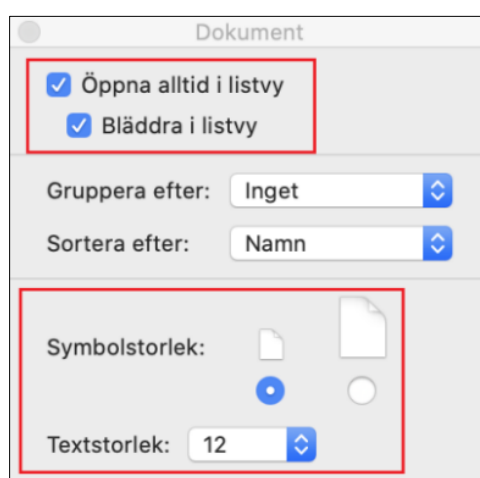 Dokument
Öppna alltid i listvy
Bläddra i listvy
Gruppera efter: Inget
Sortera efter: Namn
Symbolstorlek:
Textstorlek: 12